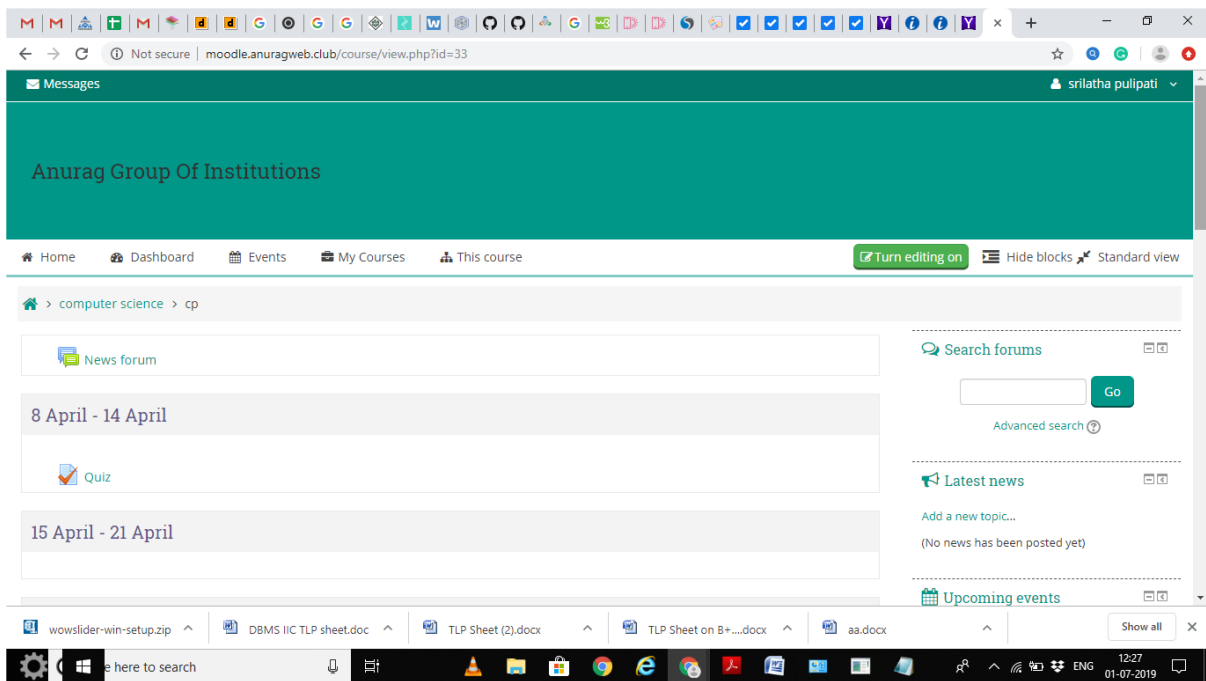 Not secure | moodle.anuragweb.club/course/view.php?id=33
Messages
srilatha pulipati
Anurag Group Of Institutions
Home Dashboard Events My Courses This course Turn editing on Hide blocks Standard view
> computer science > cp
News forum
8 April - 14 April
Quiz
15 April - 21 April
Search forums
Go
Advanced search
Latest news
Add a new topic...
(No news has been posted yet)
Upcoming events
wowslider-win-setup.zip DBMS IIC TLP sheet.doc TLP Sheet (2).docx TLP Sheet on B+....docx aa.docx Show all
e here to search ENG 12:27
01-07-2019